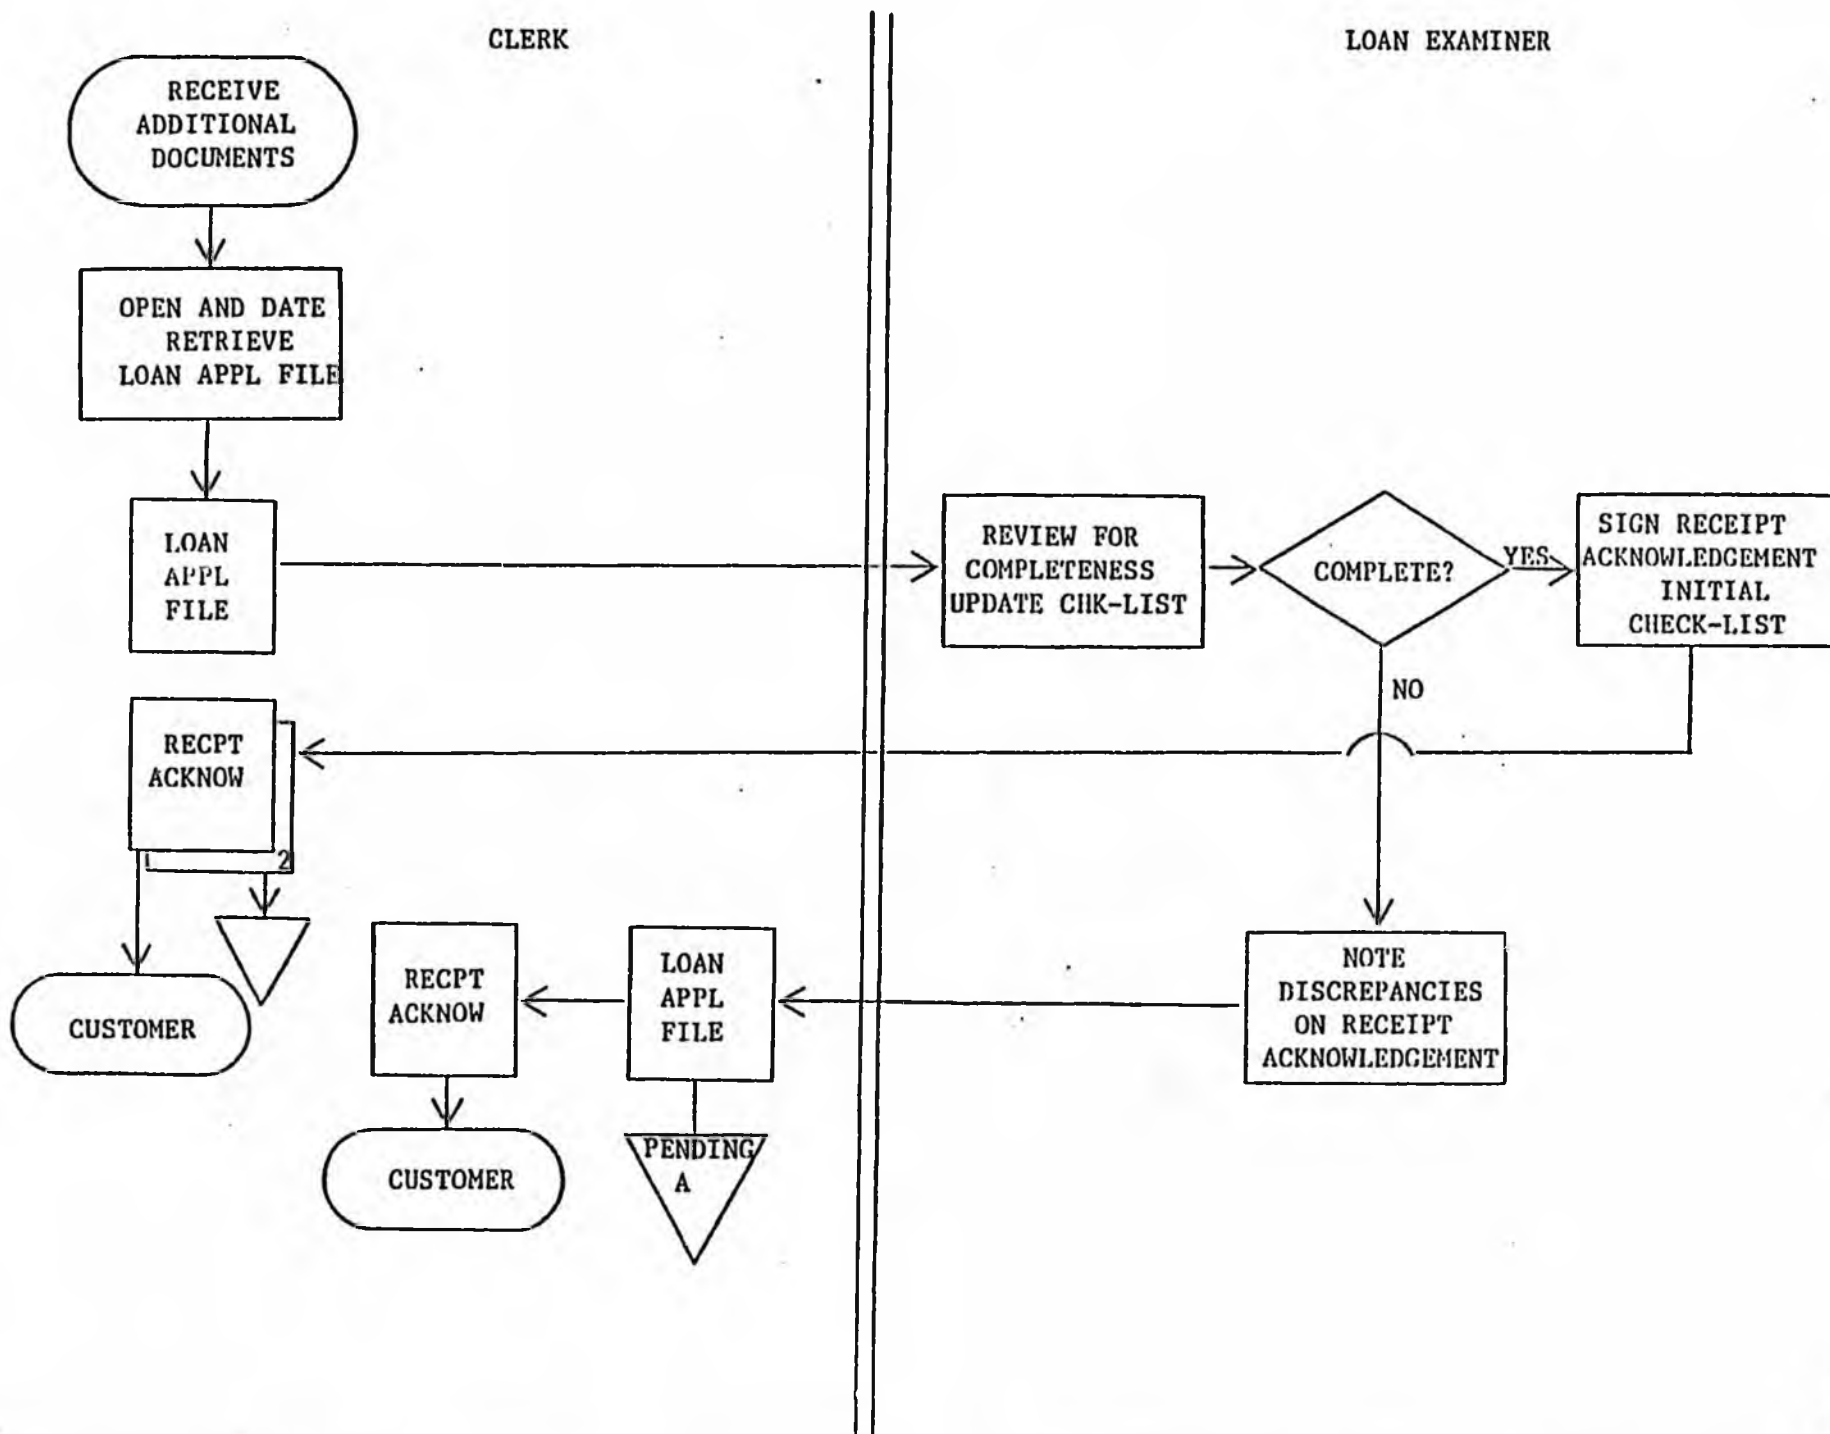 CLERK
LOAN EXAMINER
RECEIVE
ADDITIONAL
DOCUMENTS
OPEN AND DATE
RETRIEVE
LOAN APPL FILE
LOAN
APPL
FILE
REVIEW FOR
COMPLETENESS
UPDATE CHK-LIST
COMPLETE?
YES
SIGN RECEIPT
ACKNOWLEDGEMENT
INITIAL
CHECK-LIST
NO
RECPT
ACKNOW
2
CUSTOMER
RECPT
ACKNOW
LOAN
APPL
FILE
NOTE
DISCREPANCIES
ON RECEIPT
ACKNOWLEDGEMENT
CUSTOMER
PENDING
A